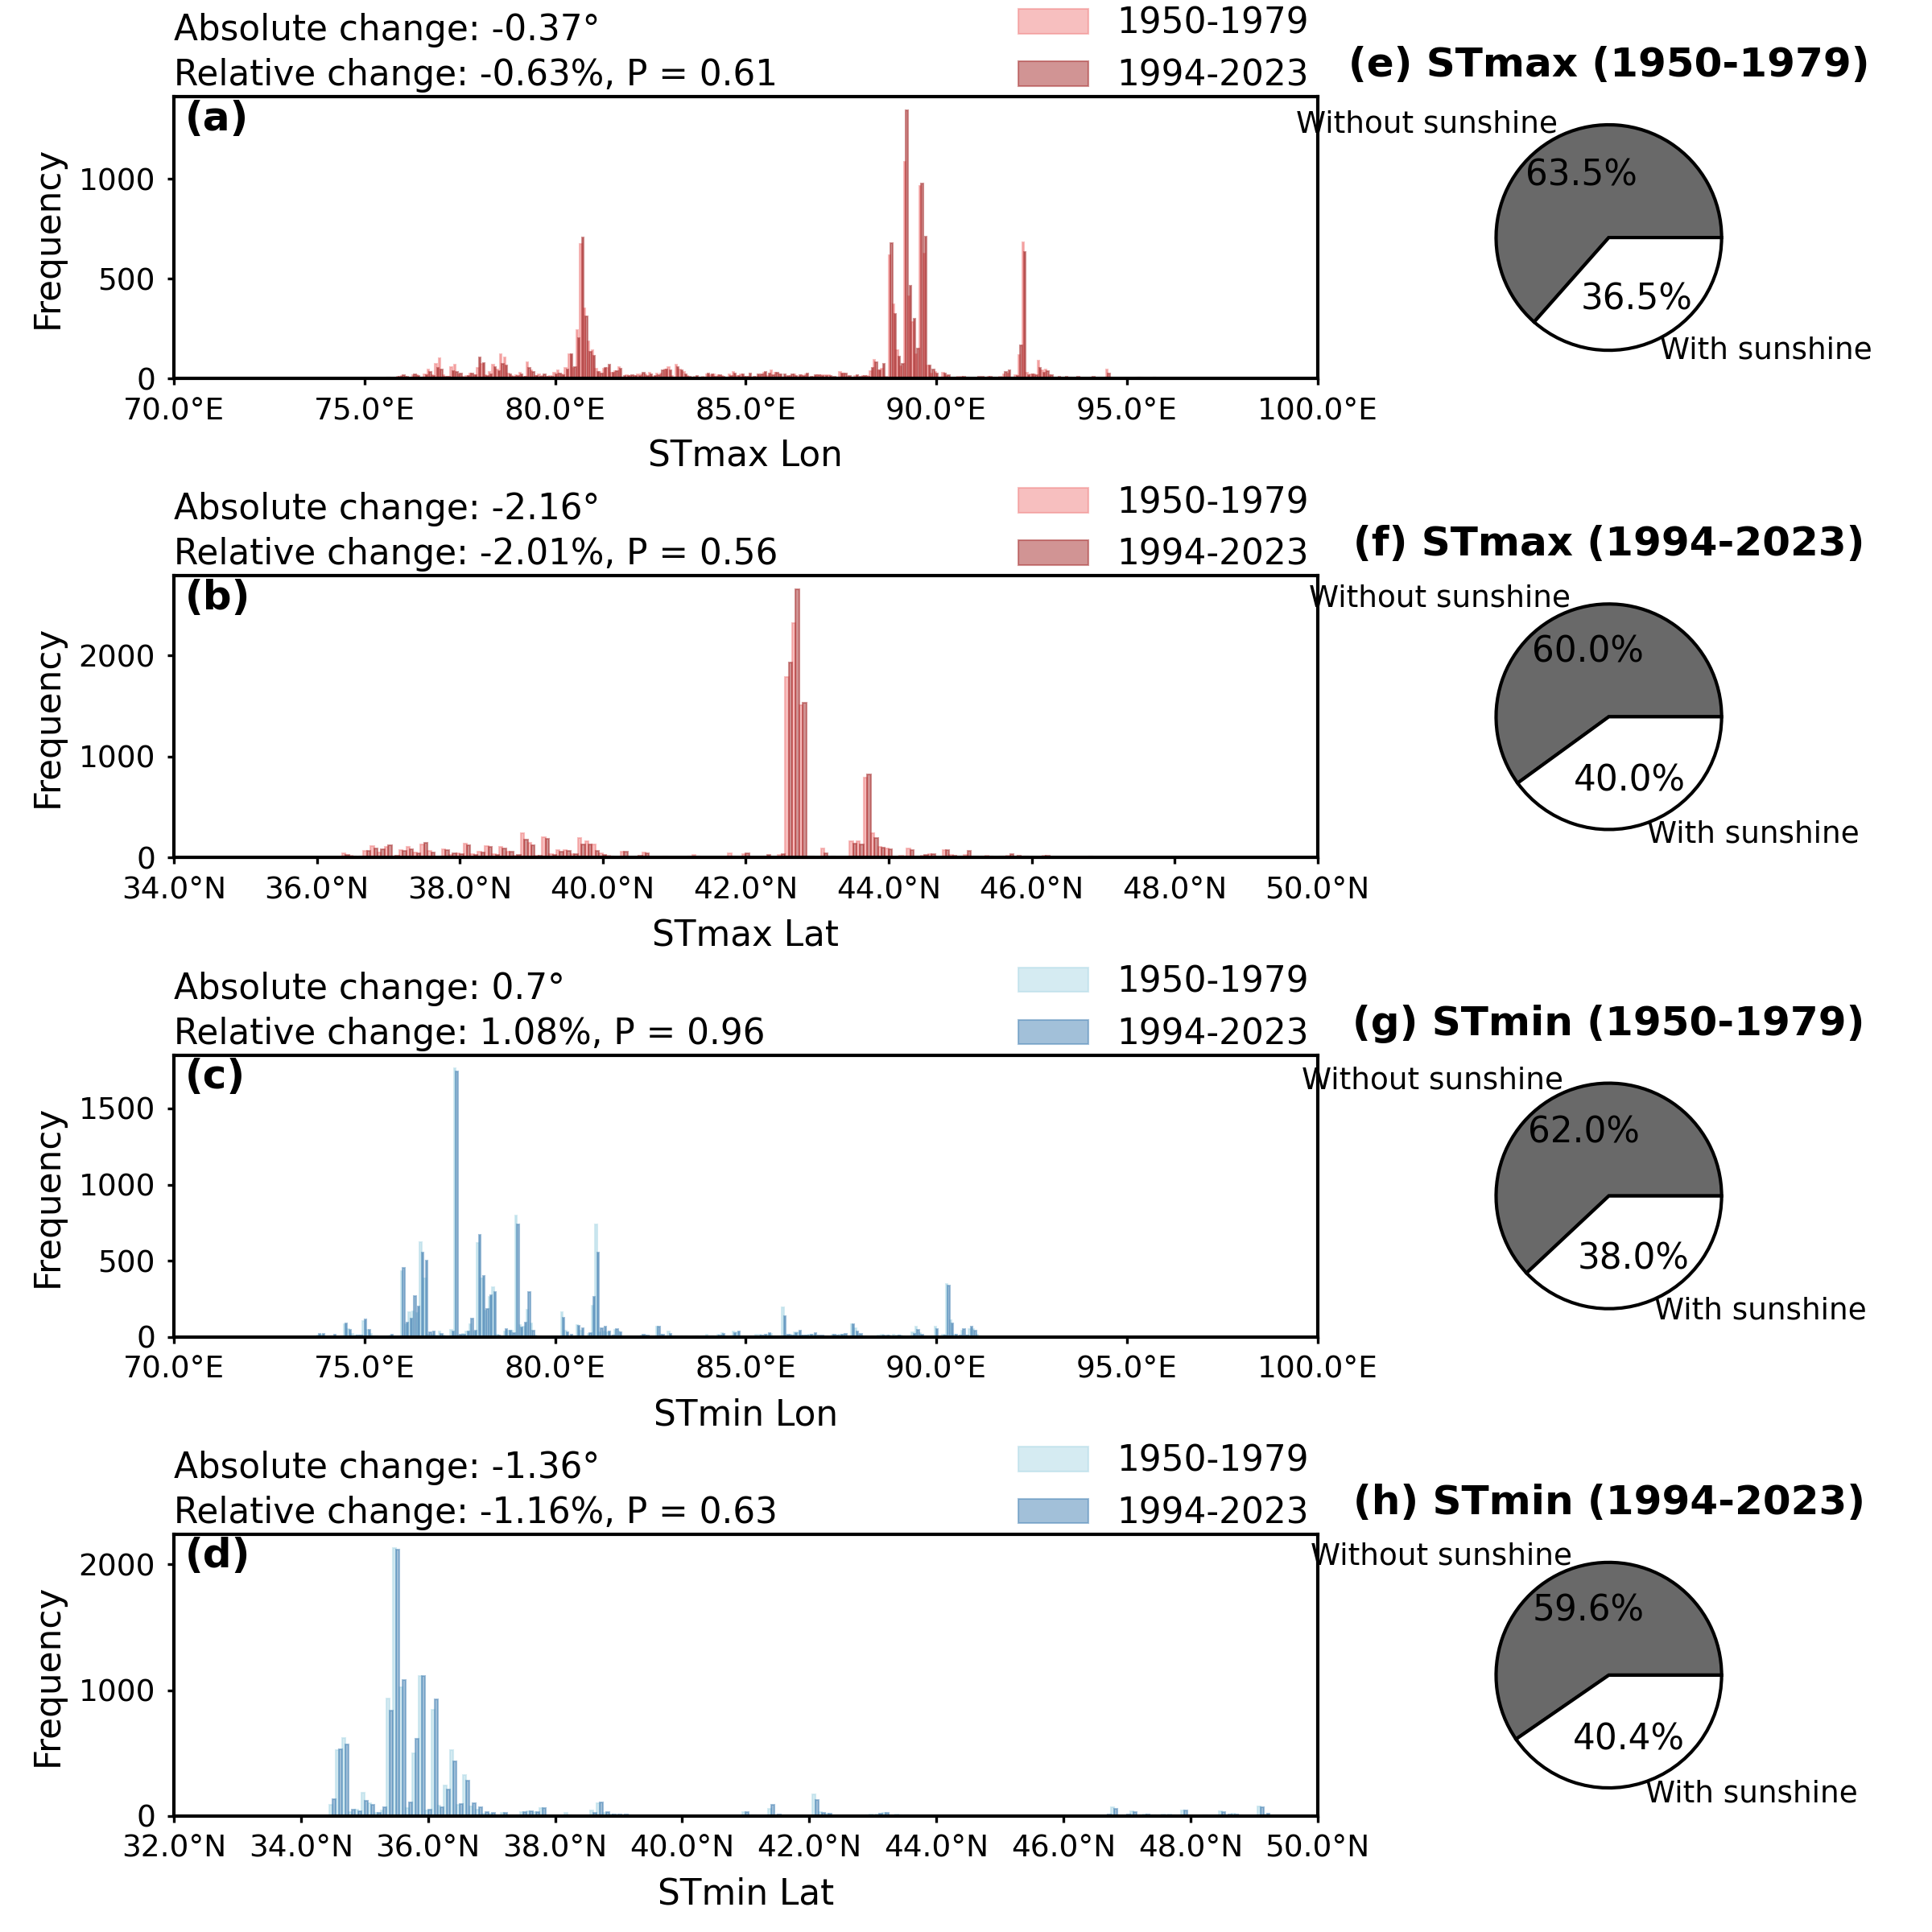 Absolute change: -0.37°
Relative change: -0.63%, P = 0.61
1950-1979
1994-2023
(a)
Frequency
1000
500
0
70.0°E 75.0°E 80.0°E 85.0°E 90.0°E 95.0°E 100.0°E
STmax Lon
(e) STmax (1950-1979)
Without sunshine
63.5%
36.5%
With sunshine
Absolute change: -2.16°
Relative change: -2.01%, P = 0.56
1950-1979
1994-2023
(b)
Frequency
2000
1000
0
34.0°N 36.0°N 38.0°N 40.0°N 42.0°N 44.0°N 46.0°N 48.0°N 50.0°N
STmax Lat
(f) STmax (1994-2023)
Without sunshine
60.0%
40.0%
With sunshine
Absolute change: 0.7°
Relative change: 1.08%, P = 0.96
1950-1979
1994-2023
(c)
Frequency
1500
1000
500
0
70.0°E 75.0°E 80.0°E 85.0°E 90.0°E 95.0°E 100.0°E
STmin Lon
(g) STmin (1950-1979)
Without sunshine
62.0%
38.0%
With sunshine
Absolute change: -1.36°
Relative change: -1.16%, P = 0.63
1950-1979
1994-2023
(d)
Frequency
2000
1000
0
32.0°N 34.0°N 36.0°N 38.0°N 40.0°N 42.0°N 44.0°N 46.0°N 48.0°N 50.0°N
STmin Lat
(h) STmin (1994-2023)
Without sunshine
59.6%
40.4%
With sunshine